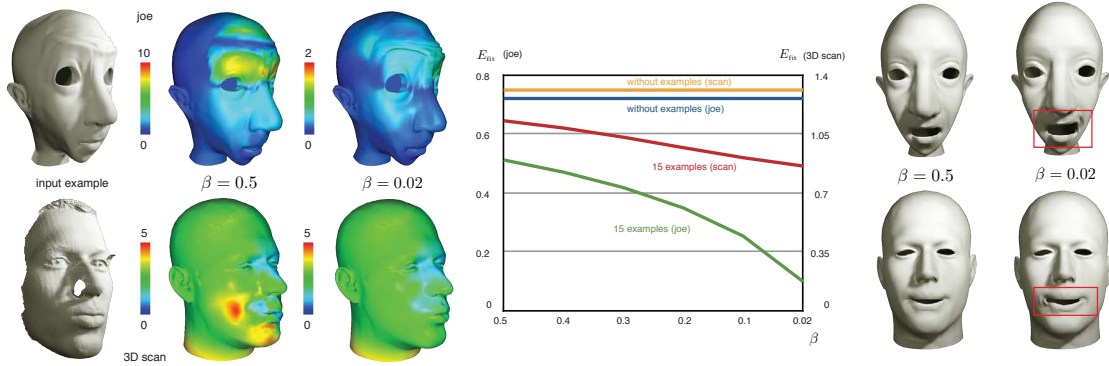 joe
10
0
2
0
input example
β = 0.5
β = 0.02
5
0
5
0
3D scan
E_fit (joe)
E_fit (3D scan)
0.8
0.6
0.4
0.2
0
1.4
1.05
0.7
0.35
0
without examples (scan)
without examples (joe)
15 examples (scan)
15 examples (joe)
0.5
0.4
0.3
0.2
0.1
0.02
β
β = 0.5
β = 0.02